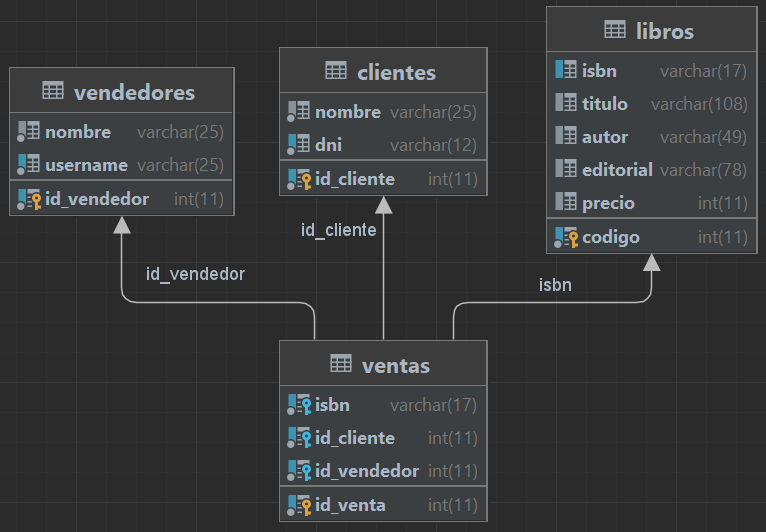 vendedores
nombre varchar(25)
username varchar(25)
id_vendedor int(11)
clientes
nombre varchar(25)
dni varchar(12)
id_cliente int(11)
libros
isbn varchar(17)
titulo varchar(108)
autor varchar(49)
editorial varchar(78)
precio int(11)
codigo int(11)
id_vendedor
id_cliente
isbn
ventas
isbn varchar(17)
id_cliente int(11)
id_vendedor int(11)
id_venta int(11)